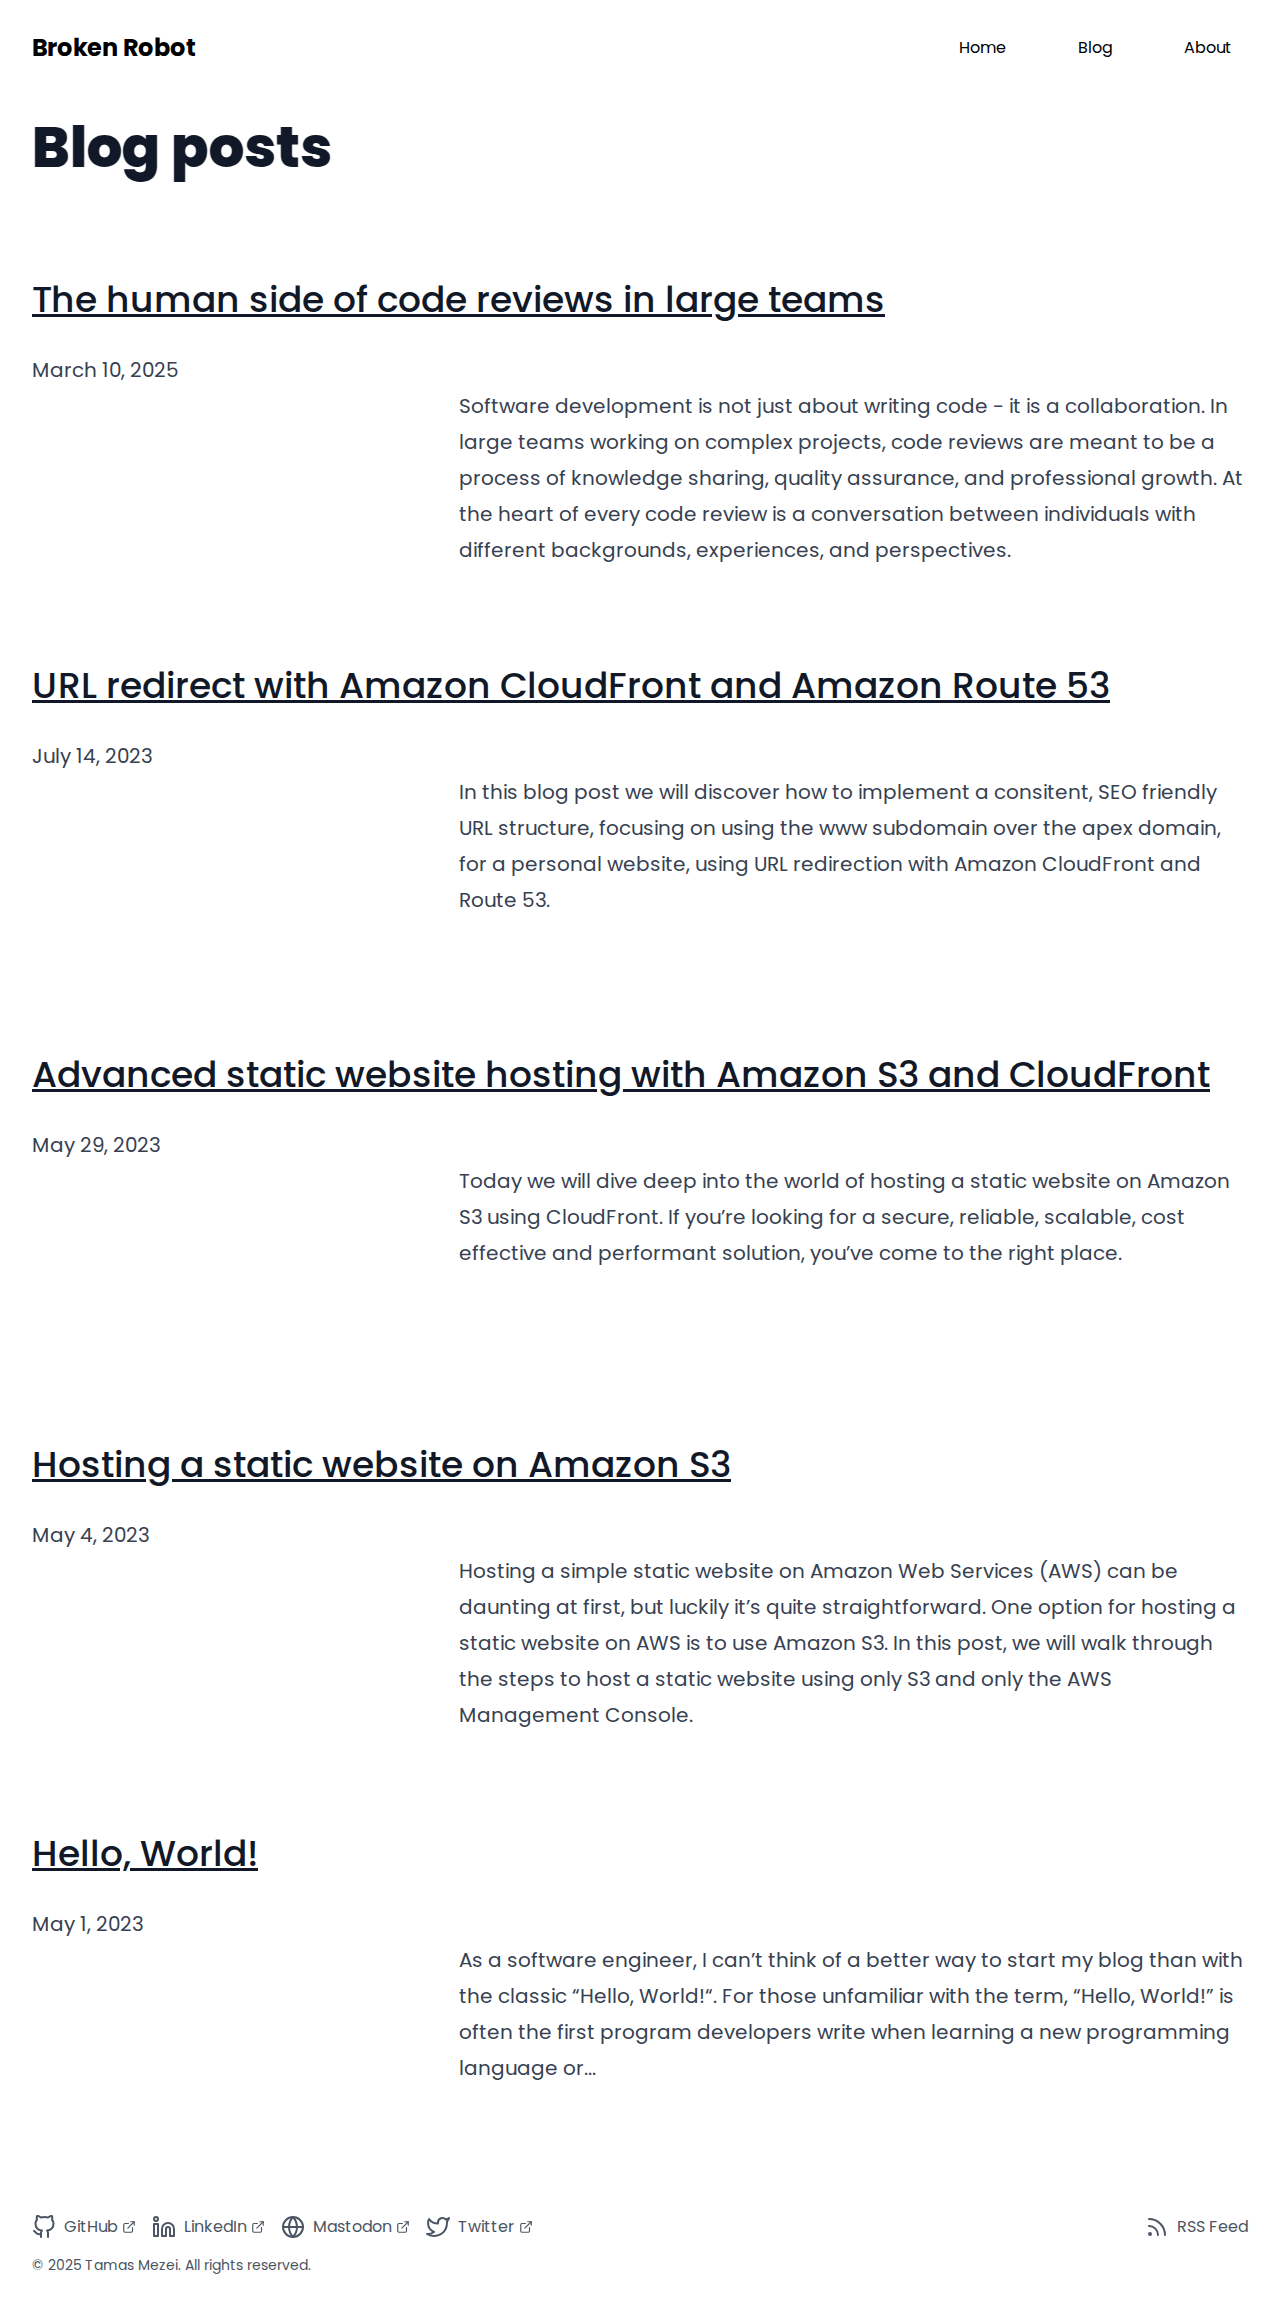 Broken Robot
Home
Blog
About
Blog posts
The human side of code reviews in large teams
March 10, 2025
Software development is not just about writing code - it is a collaboration. In
large teams working on complex projects, code reviews are meant to be a
process of knowledge sharing, quality assurance, and professional growth. At
the heart of every code review is a conversation between individuals with
different backgrounds, experiences, and perspectives.
URL redirect with Amazon CloudFront and Amazon Route 53
July 14, 2023
In this blog post we will discover how to implement a consitent, SEO friendly
URL structure, focusing on using the www subdomain over the apex domain,
for a personal website, using URL redirection with Amazon CloudFront and
Route 53.
Advanced static website hosting with Amazon S3 and CloudFront
May 29, 2023
Today we will dive deep into the world of hosting a static website on Amazon
S3 using CloudFront. If you’re looking for a secure, reliable, scalable, cost
effective and performant solution, you’ve come to the right place.
Hosting a static website on Amazon S3
May 4, 2023
Hosting a simple static website on Amazon Web Services (AWS) can be
daunting at first, but luckily it’s quite straightforward. One option for hosting a
static website on AWS is to use Amazon S3. In this post, we will walk through
the steps to host a static website using only S3 and only the AWS
Management Console.
Hello, World!
May 1, 2023
As a software engineer, I can’t think of a better way to start my blog than with
the classic “Hello, World!“. For those unfamiliar with the term, “Hello, World!” is
often the first program developers write when learning a new programming
language or…
GitHub
LinkedIn
Mastodon
Twitter
RSS Feed
© 2025 Tamas Mezei. All rights reserved.